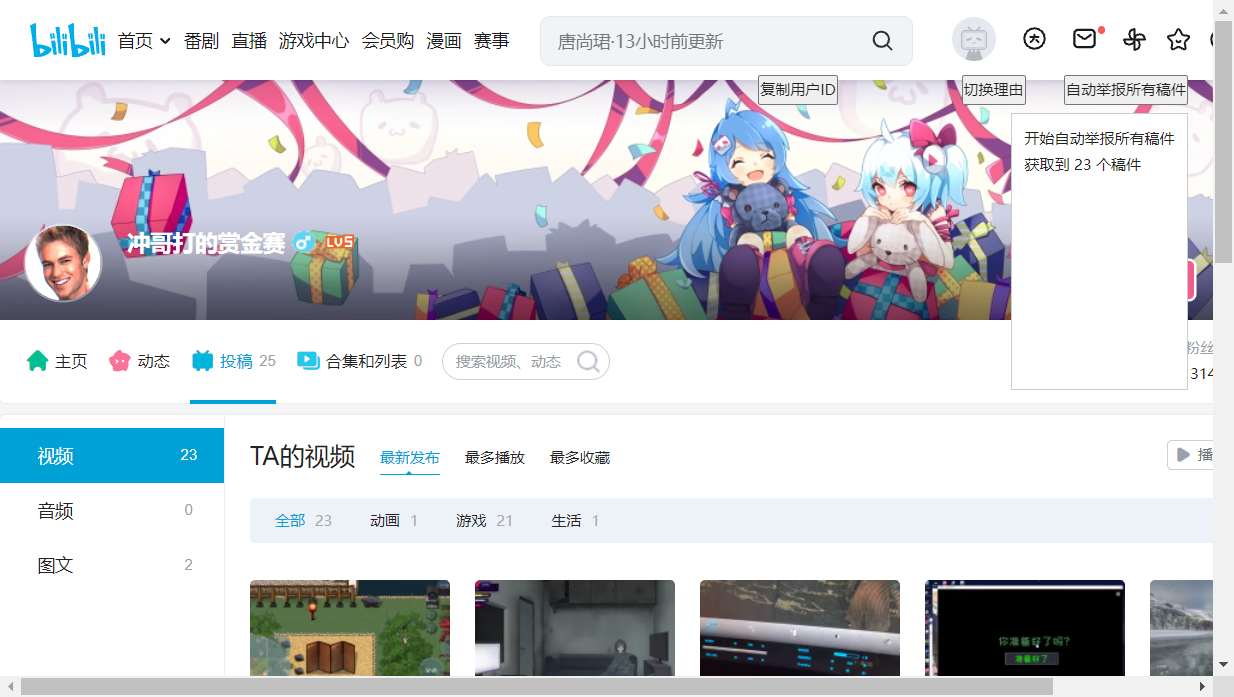 bilibili
首页 番剧 直播 游戏中心 会员购 漫画 赛事
唐尚珺·13小时前更新
复制用户ID 切换理由 自动举报所有稿件
开始自动举报所有稿件
获取到 23 个稿件
冲哥打的赏金赛 LV5
主页 动态 投稿 25 合集和列表 0 搜索视频、动态
粉丝
314
视频 23
音频 0
图文 2
TA的视频 最新发布 最多播放 最多收藏 播
全部 23 动画 1 游戏 21 生活 1
你准备好了吗?
准备好了